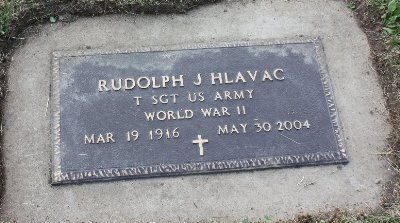 RUDOLPH J HLAVAC
T SGT US ARMY
WORLD WAR II
MAR 19 1916 MAY 30 2004